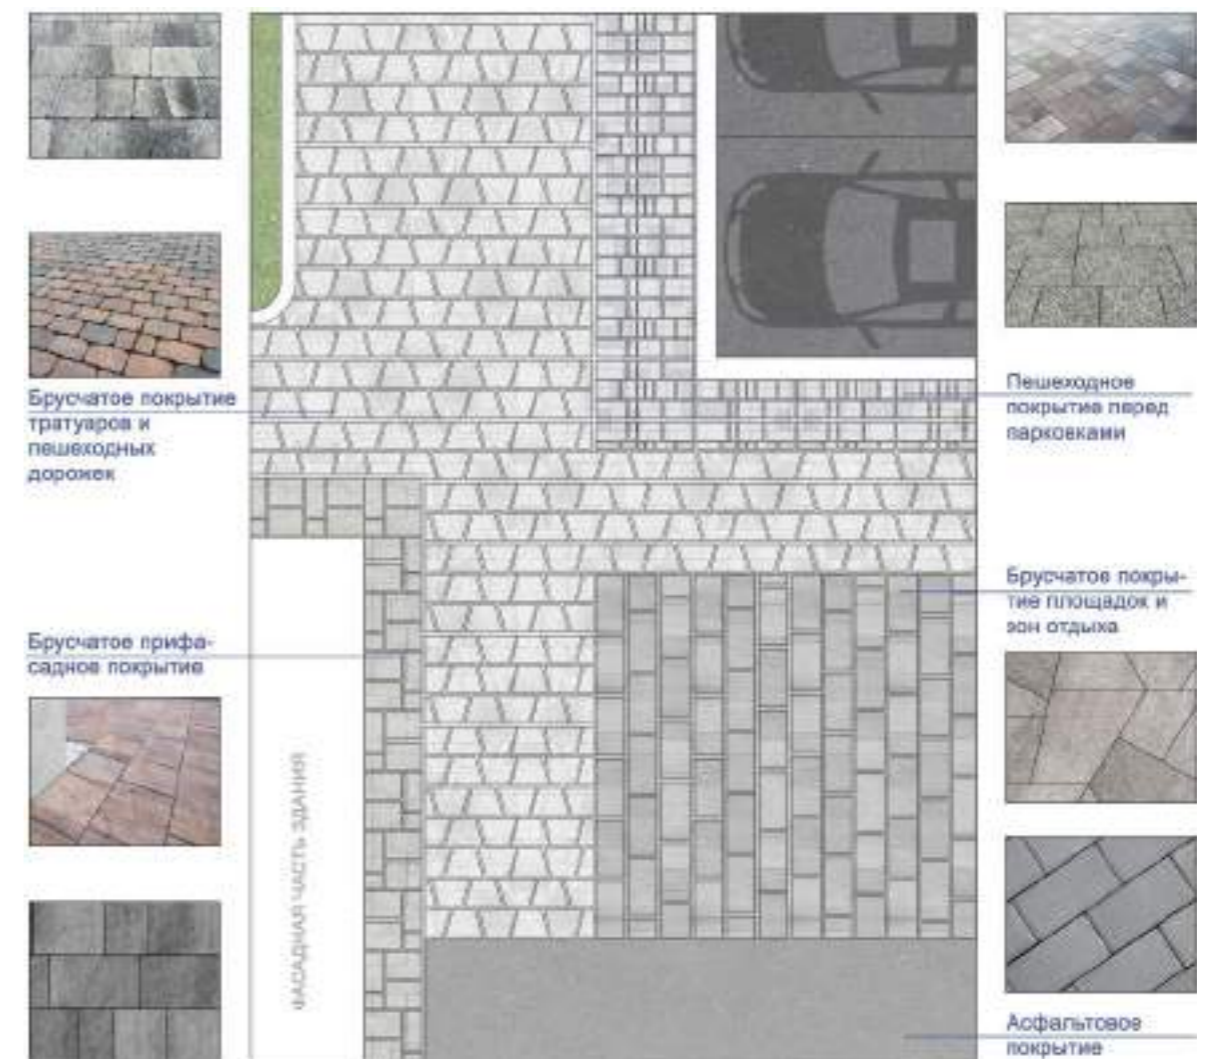 Брусчатое покрытие
тратуаров и
пешеходных
дорожек
Брусчатое прифа-
садное покрытие
ФАСАДНАЯ ЧАСТЬ ЗДАНИЯ
Пешеходное
покрытие перед
парковками
Брусчатое покры-
тие площадок и
зон отдыха
Асфальтовое
покрытие